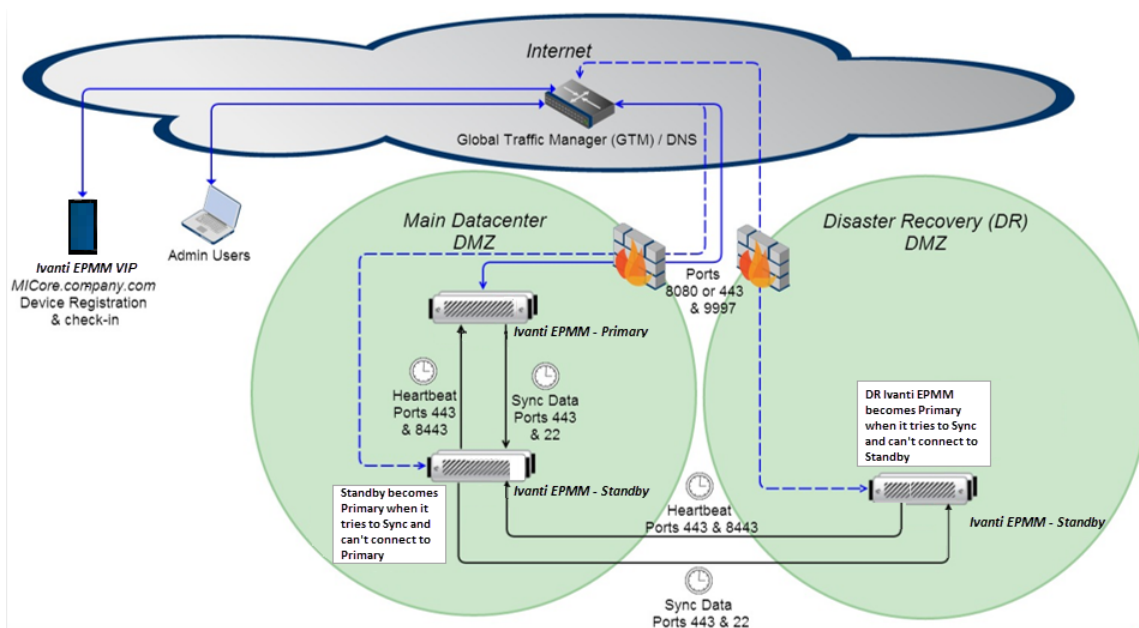 Internet
Global Traffic Manager (GTM) / DNS
Ivanti EPMM VIP
MICore.company.com
Device Registration
& check-in
Admin Users
Main Datacenter
DMZ
Ports
8080 or 443
& 9997
Disaster Recovery (DR)
DMZ
Ivanti EPMM - Primary
Heartbeat
Ports 443
& 8443
Sync Data
Ports 443
& 22
Ivanti EPMM - Standby
Standby becomes
Primary when it
tries to Sync and
can't connect to
Primary
DR Ivanti EPMM
becomes Primary
when it tries to Sync
and can't connect to
Standby
Ivanti EPMM - Standby
Heartbeat
Ports 443 & 8443
Sync Data
Ports 443 & 22